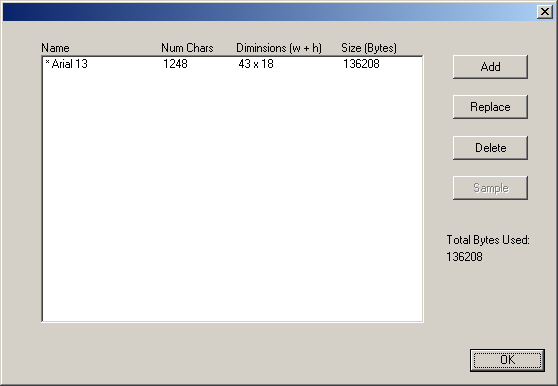 Name Num Chars Diminsions (w + h) Size (Bytes)
* Arial 13 1248 43 x 18 136208
Add
Replace
Delete
Sample
Total Bytes Used:
136208
OK